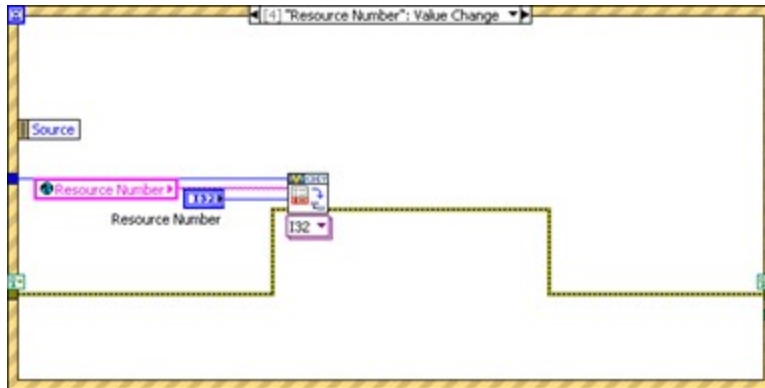 [4] "Resource Number": Value Change
Source
Resource Number
I32
Resource Number
I32